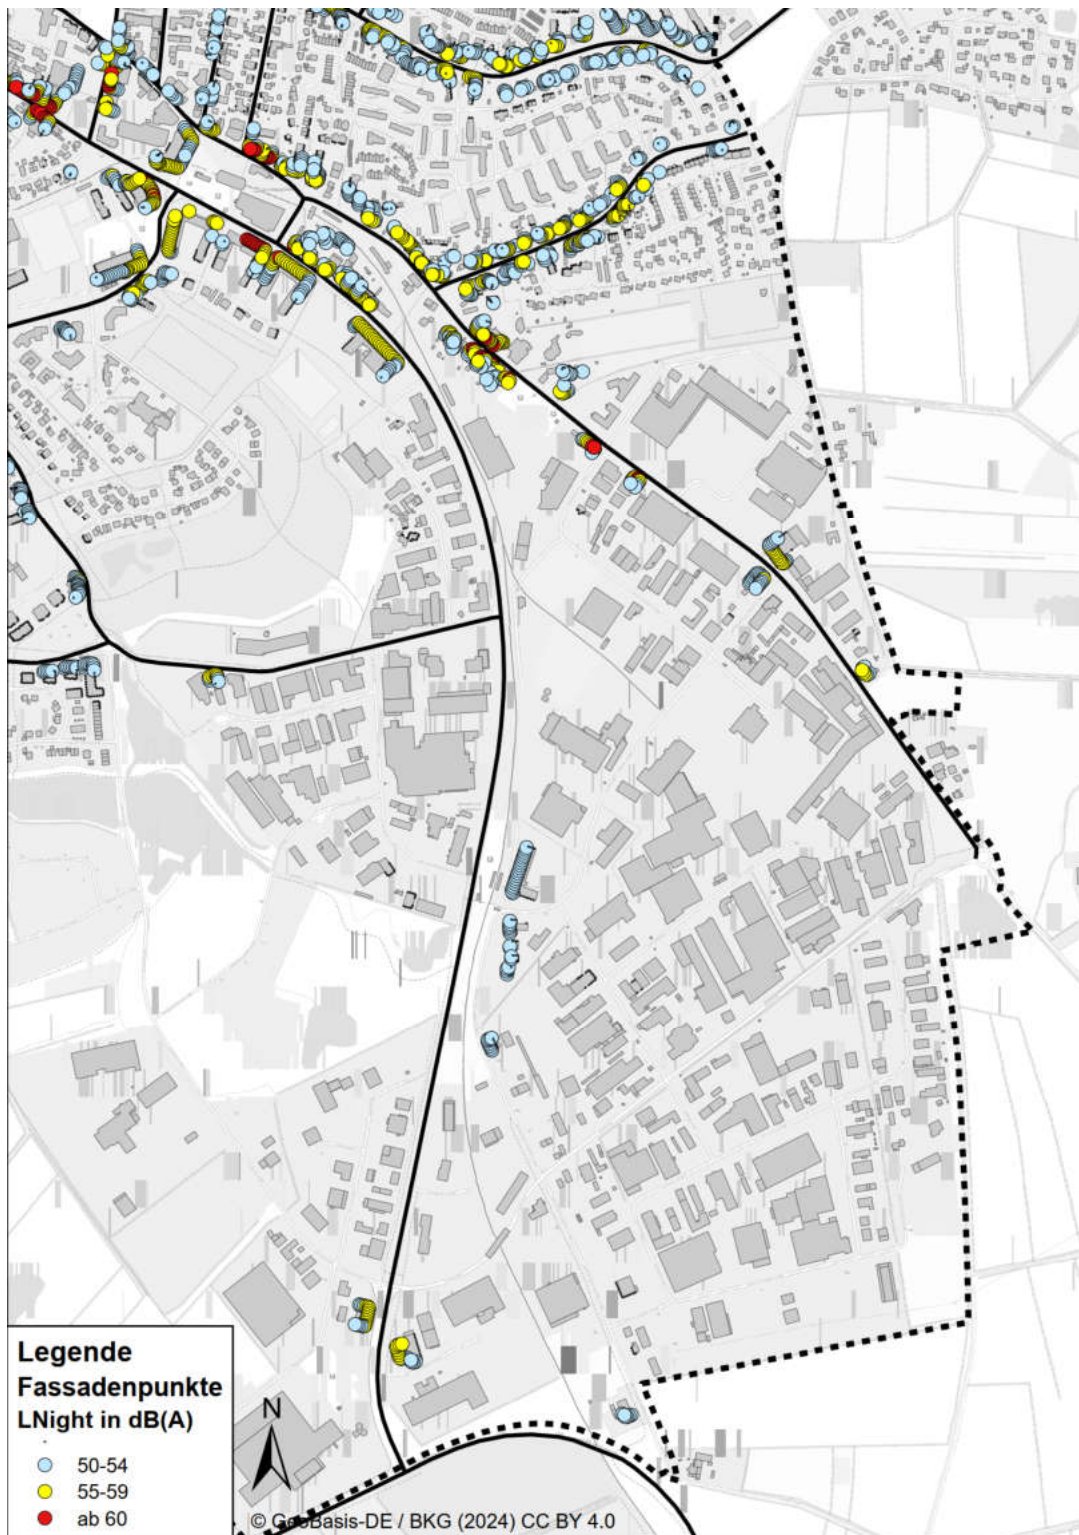 Legende
Fassadenpunkte
LNight in dB(A)
50-54
55-59
ab 60
N
© GeoBasis-DE / BKG (2024) CC BY 4.0